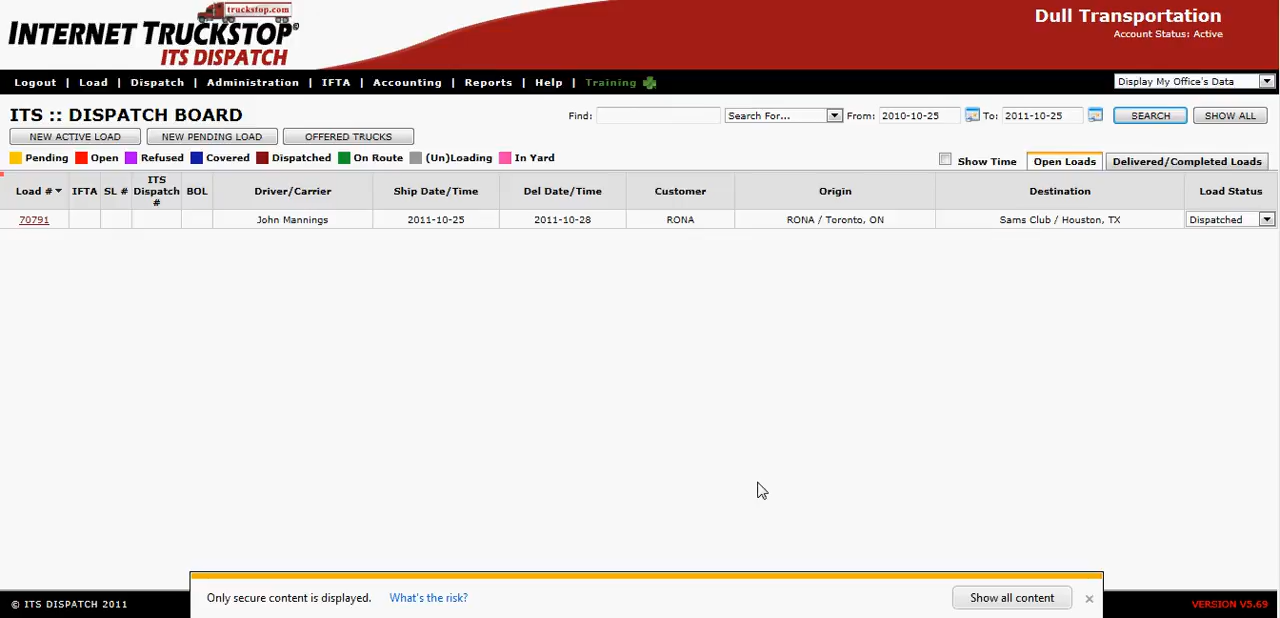 truckstop.com
INTERNET TRUCKSTOP®
ITS DISPATCH
Dull Transportation
Account Status: Active
Logout | Load | Dispatch | Administration | IFTA | Accounting | Reports | Help | Training
Display My Office's Data
ITS :: DISPATCH BOARD
Find: Search For... From: 2010-10-25 To: 2011-10-25 SEARCH SHOW ALL
NEW ACTIVE LOAD NEW PENDING LOAD OFFERED TRUCKS
Pending Open Refused Covered Dispatched On Route (Un)Loading In Yard
Show Time Open Loads Delivered/Completed Loads
Load # IFTA SL # ITS Dispatch # BOL Driver/Carrier Ship Date/Time Del Date/Time Customer Origin Destination Load Status
70791 John Mannings 2011-10-25 2011-10-28 RONA RONA / Toronto, ON Sams Club / Houston, TX Dispatched
Only secure content is displayed. What's the risk? Show all content
© ITS DISPATCH 2011
VERSION V5.69